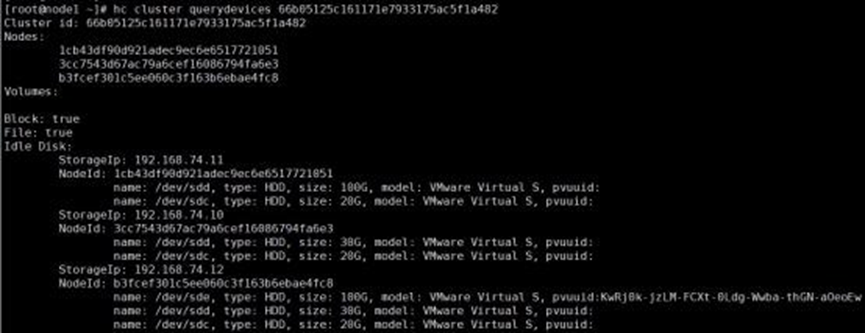 [root@node1 ~]# hc cluster querydevices 66b05125c161171e7933175ac5f1a482
Cluster id: 66b05125c161171e7933175ac5f1a482
Nodes:
1cb43df90d921adec9ec6e6517721051
3cc7543d67ac79a6cef16086794fa6e3
b3fcef301c5ee060c3f163b6ebae4fc8
Volumes:
Block: true
File: true
Idle Disk:
StorageIp: 192.168.74.11
NodeId: 1cb43df90d921adec9ec6e6517721051
name: /dev/sdd, type: HDD, size: 100G, model: VMware Virtual S, pvuuid:
name: /dev/sdc, type: HDD, size: 20G, model: VMware Virtual S, pvuuid:
StorageIp: 192.168.74.10
NodeId: 3cc7543d67ac79a6cef16086794fa6e3
name: /dev/sdd, type: HDD, size: 30G, model: VMware Virtual S, pvuuid:
name: /dev/sdc, type: HDD, size: 20G, model: VMware Virtual S, pvuuid:
StorageIp: 192.168.74.12
NodeId: b3fcef301c5ee060c3f163b6ebae4fc8
name: /dev/sde, type: HDD, size: 100G, model: VMware Virtual S, pvuuid:KwRj0k-jzLM-FCXt-0Ldg-Wwba-thGN-aOeoEw
name: /dev/sdd, type: HDD, size: 30G, model: VMware Virtual S, pvuuid:
name: /dev/sdc, type: HDD, size: 20G, model: VMware Virtual S, pvuuid: